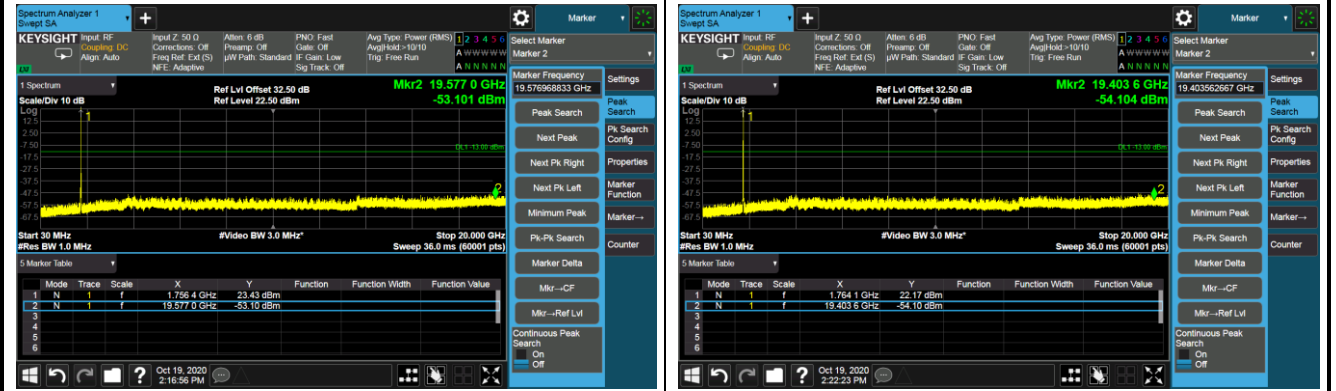 Spectrum Analyzer 1
Swept SA
+
Marker
KEYSIGHT Input: RF Input Z: 50 Ω Atten: 6 dB PNO: Fast Avg Type: Power (RMS) 1 2 3 4 5 6
Coupling: DC Corrections: Off Preamp: Off Gate: Off Avg|Hold:>10/10 A W W W W W
Align: Auto Freq Ref: Ext (S) µW Path: Standard IF Gain: Low Trig: Free Run A N N N N N
NFE: Adaptive Sig Track: Off
Select Marker
Marker 2
1 Spectrum
Ref Lvl Offset 32.50 dB
Mkr2 19.577 0 GHz
Scale/Div 10 dB
Ref Level 22.50 dBm
-53.101 dBm
Log
12.5
2.50
-7.50
-17.5
-27.5
-37.5
-47.5
-57.5
-67.5
1
DL1 -13.00 dBm
2
Start 30 MHz #Video BW 3.0 MHz* Stop 20.000 GHz
#Res BW 1.0 MHz Sweep 36.0 ms (60001 pts)
5 Marker Table
Mode Trace Scale X Y Function Function Width Function Value
1 N 1 f 1.756 4 GHz 23.43 dBm
2 N 1 f 19.577 0 GHz -53.10 dBm
3
4
5
6
Marker Frequency
19.576968833 GHz
Peak Search
Next Peak
Next Pk Right
Next Pk Left
Minimum Peak
Pk-Pk Search
Marker Delta
Mkr→CF
Mkr→Ref Lvl
Continuous Peak
Search
On
Off
Settings
Peak
Search
Pk Search
Config
Properties
Marker
Function
Marker→
Counter
?
Oct 19, 2020
2:16:56 PM
Spectrum Analyzer 1
Swept SA
+
Marker
KEYSIGHT Input: RF Input Z: 50 Ω Atten: 6 dB PNO: Fast Avg Type: Power (RMS) 1 2 3 4 5 6
Coupling: DC Corrections: Off Preamp: Off Gate: Off Avg|Hold:>10/10 A W W W W W
Align: Auto Freq Ref: Ext (S) µW Path: Standard IF Gain: Low Trig: Free Run A N N N N N
NFE: Adaptive Sig Track: Off
Select Marker
Marker 2
1 Spectrum
Ref Lvl Offset 32.50 dB
Mkr2 19.403 6 GHz
Scale/Div 10 dB
Ref Level 22.50 dBm
-54.104 dBm
Log
12.5
2.50
-7.50
-17.5
-27.5
-37.5
-47.5
-57.5
-67.5
1
DL1 -13.00 dBm
2
Start 30 MHz #Video BW 3.0 MHz* Stop 20.000 GHz
#Res BW 1.0 MHz Sweep 36.0 ms (60001 pts)
5 Marker Table
Mode Trace Scale X Y Function Function Width Function Value
1 N 1 f 1.764 1 GHz 22.17 dBm
2 N 1 f 19.403 6 GHz -54.10 dBm
3
4
5
6
Marker Frequency
19.403562667 GHz
Peak Search
Next Peak
Next Pk Right
Next Pk Left
Minimum Peak
Pk-Pk Search
Marker Delta
Mkr→CF
Mkr→Ref Lvl
Continuous Peak
Search
On
Off
Settings
Peak
Search
Pk Search
Config
Properties
Marker
Function
Marker→
Counter
?
Oct 19, 2020
2:22:23 PM